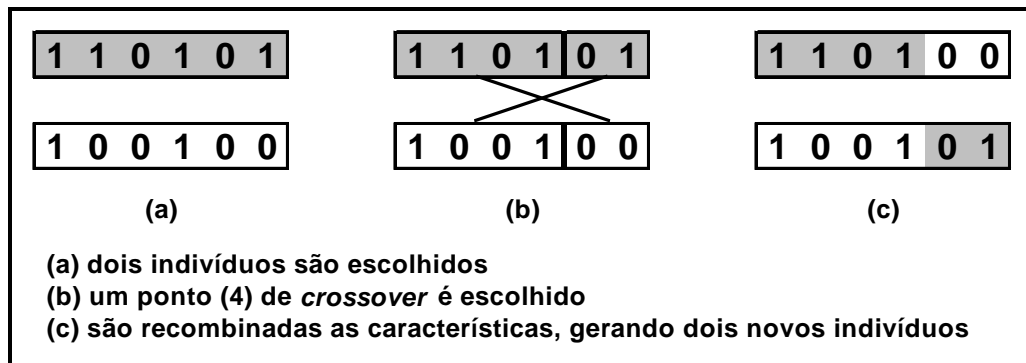 1 1 0 1 0 1 1 1 0 1 0 1 1 1 0 1 0 0
1 0 0 1 0 0 1 0 0 1 0 0 1 0 0 1 0 1
(a) (b) (c)
(a) dois indivíduos são escolhidos
(b) um ponto (4) de crossover é escolhido
(c) são recombinadas as características, gerando dois novos indivíduos